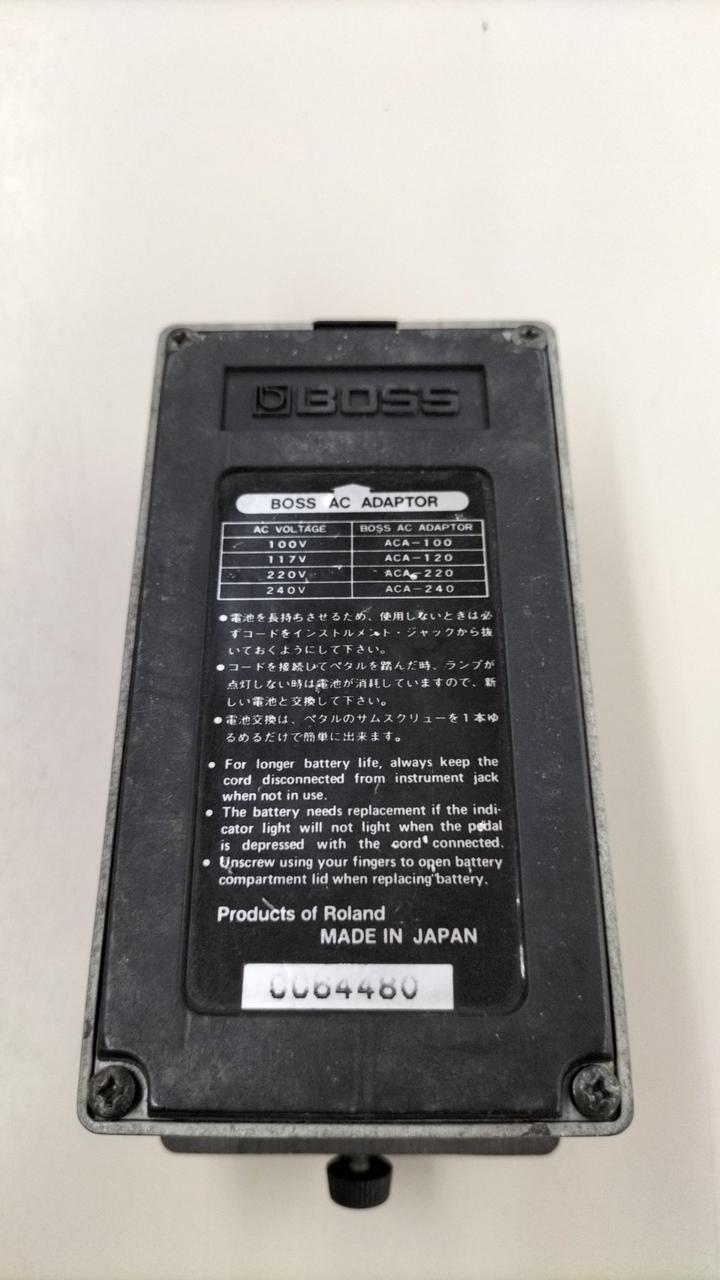 BOSS
BOSS AC ADAPTOR
AC VOLTAGE BOSS AC ADAPTOR
100V ACA-100
117V ACA-120
220V ACA-220
240V ACA-240
●電池を長持ちさせるため、使用しないときは必
ずコードをインストルメント・ジャックから抜
いておくようにして下さい。
●コードを接続してペタルを踏んだ時、ランプが
点灯しない時は電池が消耗していますので、新
しい電池と交換して下さい。
●電池交換は、ペタルのサムスクリューを1本ゆ
るめるだけで簡単に出来ます。
● For longer battery life, always keep the
cord disconnected from instrument jack
when not in use.
● The battery needs replacement if the indi-
cator light will not light when the pedal
is depressed with the cord connected.
● Unscrew using your fingers to open battery
compartment lid when replacing battery.
Products of Roland
MADE IN JAPAN
0064480